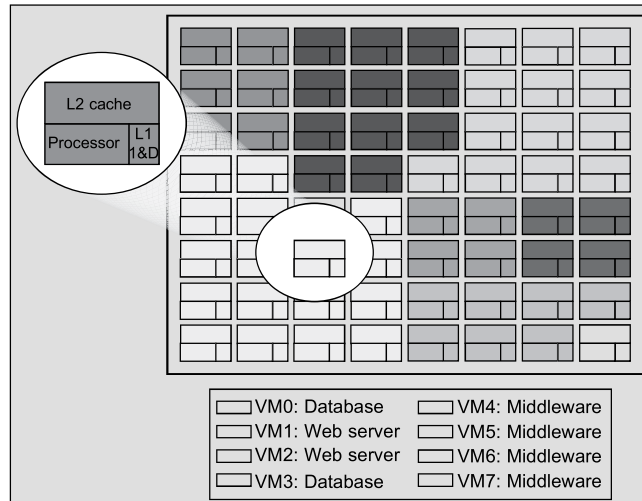 L2 cache
Processor
L1
1&D
VM0: Database
VM1: Web server
VM2: Web server
VM3: Database
VM4: Middleware
VM5: Middleware
VM6: Middleware
VM7: Middleware